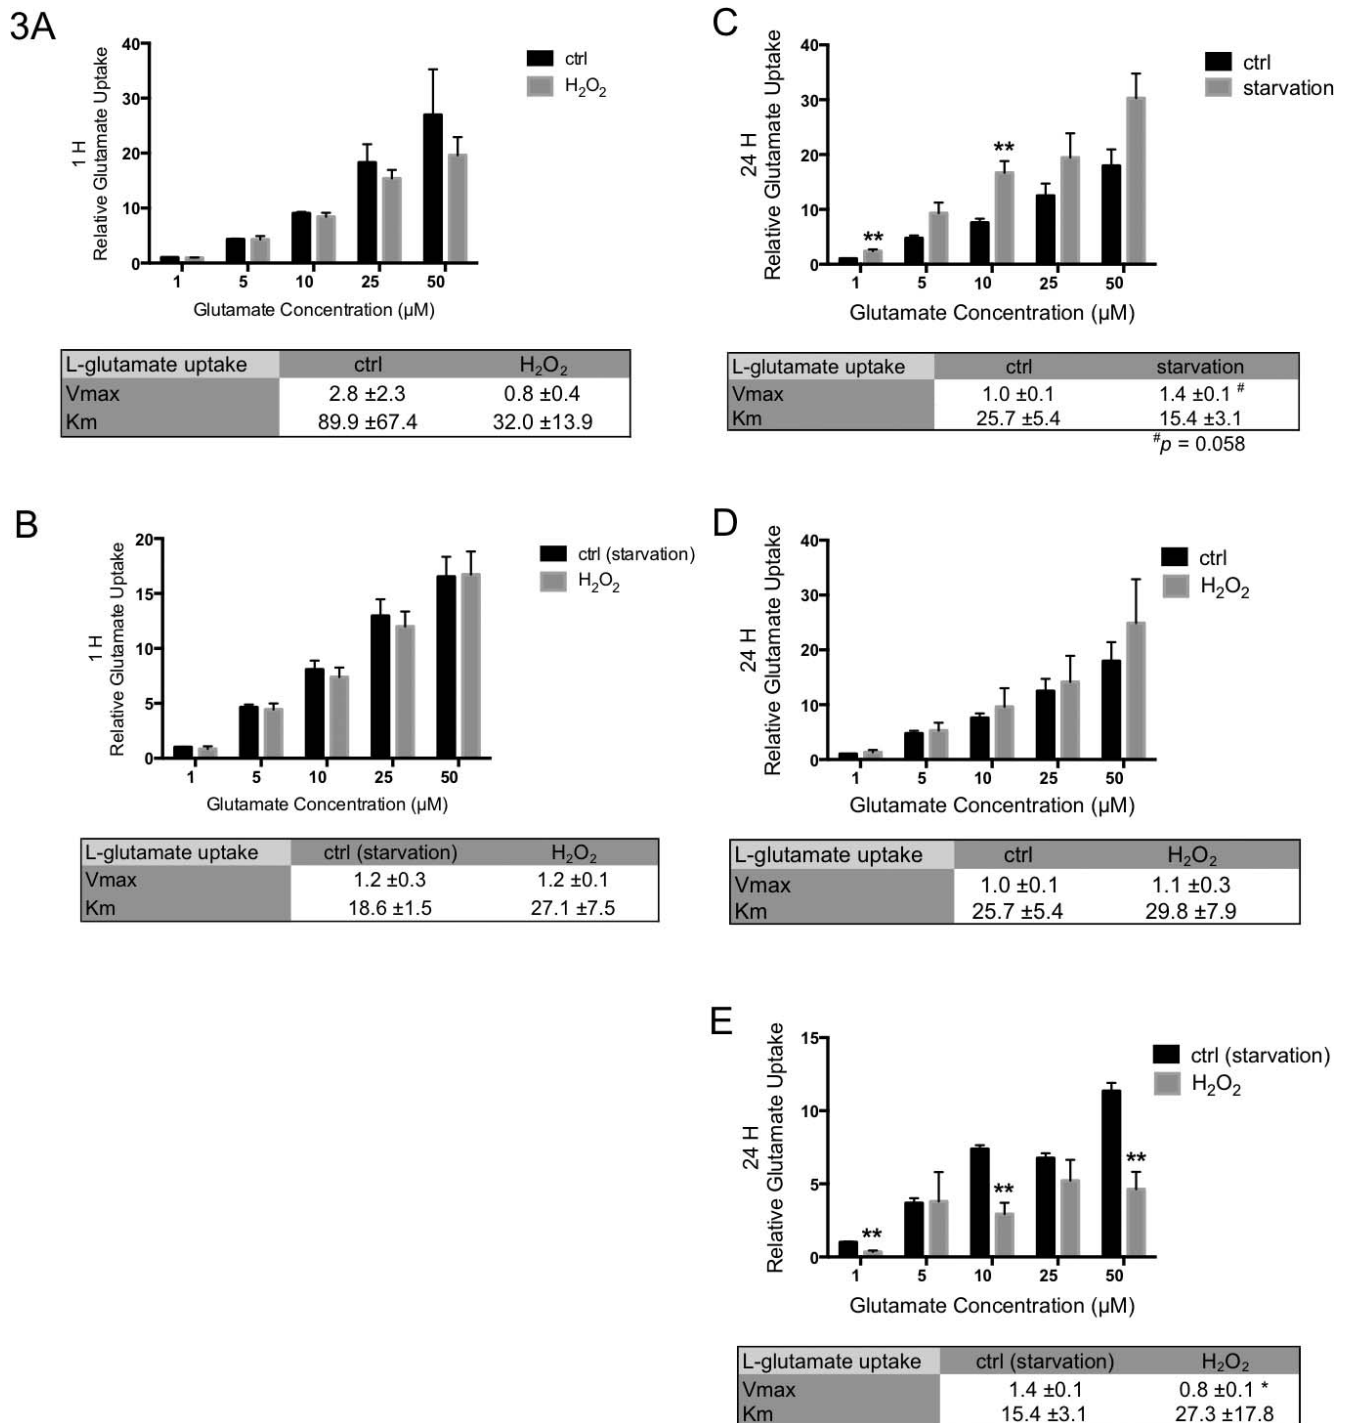 3A
1 H
Relative Glutamate Uptake
40
30
20
10
0
1 5 10 25 50
Glutamate Concentration (µM)
ctrl
H₂O₂
L-glutamate uptake ctrl H₂O₂
Vmax 2.8 ±2.3 0.8 ±0.4
Km 89.9 ±67.4 32.0 ±13.9
B
1 H
Relative Glutamate Uptake
20
15
10
5
0
1 5 10 25 50
Glutamate Concentration (µM)
ctrl (starvation)
H₂O₂
L-glutamate uptake ctrl (starvation) H₂O₂
Vmax 1.2 ±0.3 1.2 ±0.1
Km 18.6 ±1.5 27.1 ±7.5
C
24 H
Relative Glutamate Uptake
40
30
20
10
0
** **
1 5 10 25 50
Glutamate Concentration (µM)
ctrl
starvation
L-glutamate uptake ctrl starvation
Vmax 1.0 ±0.1 1.4 ±0.1 #
Km 25.7 ±5.4 15.4 ±3.1
#p = 0.058
D
24 H
Relative Glutamate Uptake
40
30
20
10
0
1 5 10 25 50
Glutamate Concentration (µM)
ctrl
H₂O₂
L-glutamate uptake ctrl H₂O₂
Vmax 1.0 ±0.1 1.1 ±0.3
Km 25.7 ±5.4 29.8 ±7.9
E
24 H
Relative Glutamate Uptake
15
10
5
0
** ** **
1 5 10 25 50
Glutamate Concentration (µM)
ctrl (starvation)
H₂O₂
L-glutamate uptake ctrl (starvation) H₂O₂
Vmax 1.4 ±0.1 0.8 ±0.1 *
Km 15.4 ±3.1 27.3 ±17.8